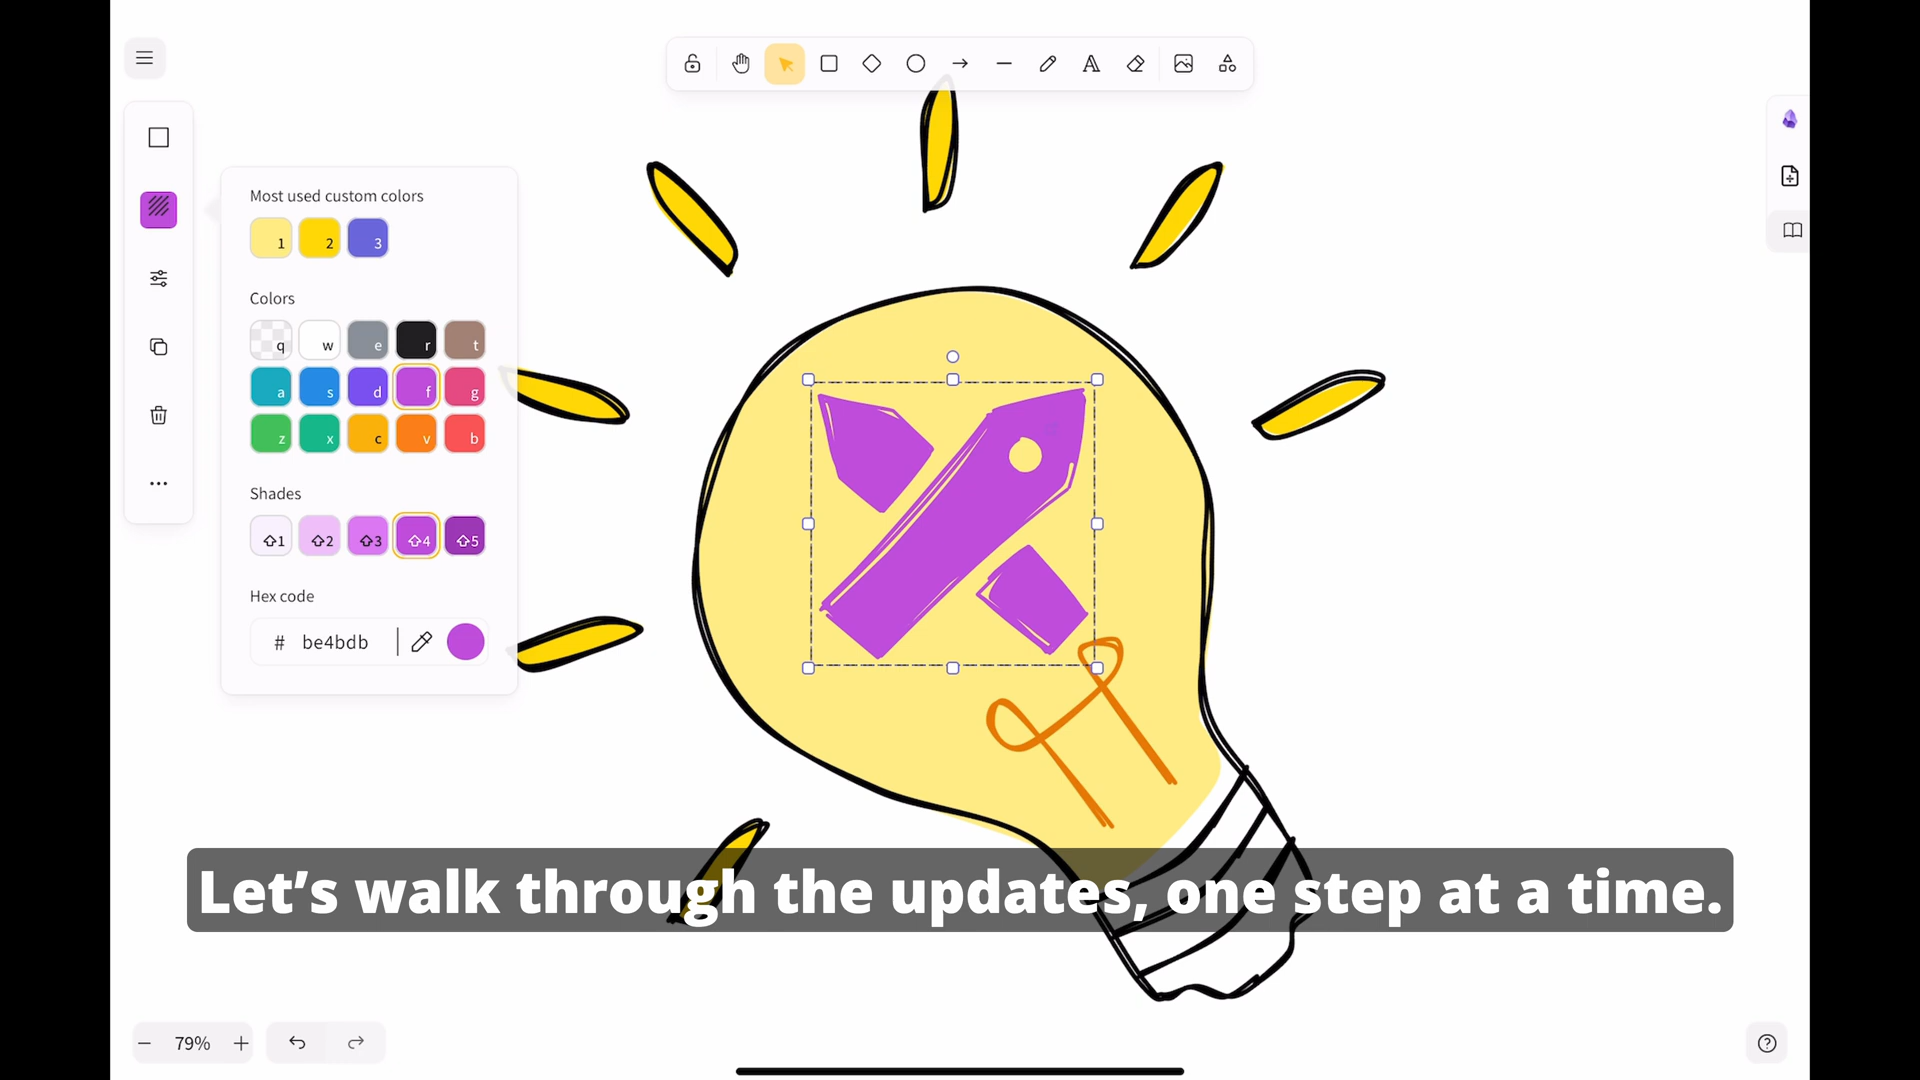 Most used custom colors
1 2 3
Colors
q w e r t
a s d f g
z x c v b
Shades
⇧1 ⇧2 ⇧3 ⇧4 ⇧5
Hex code
# be4bdb
Let’s walk through the updates, one step at a time.
79%